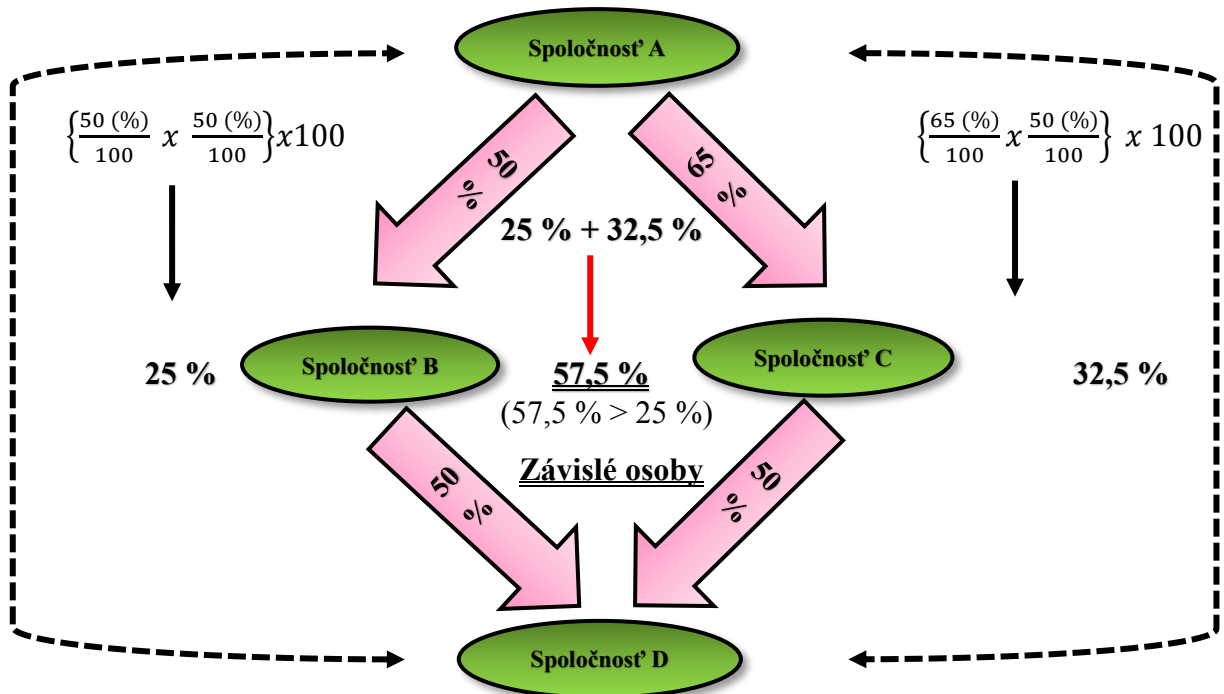 Spoločnosť A
{50 (%)/100 x 50 (%)/100}x100
{65 (%)/100 x 50 (%)/100} x 100
50 %
65 %
25 % + 32,5 %
25 %
Spoločnosť B
57,5 %
(57,5 % > 25 %)
Spoločnosť C
32,5 %
Závislé osoby
50 %
50 %
Spoločnosť D